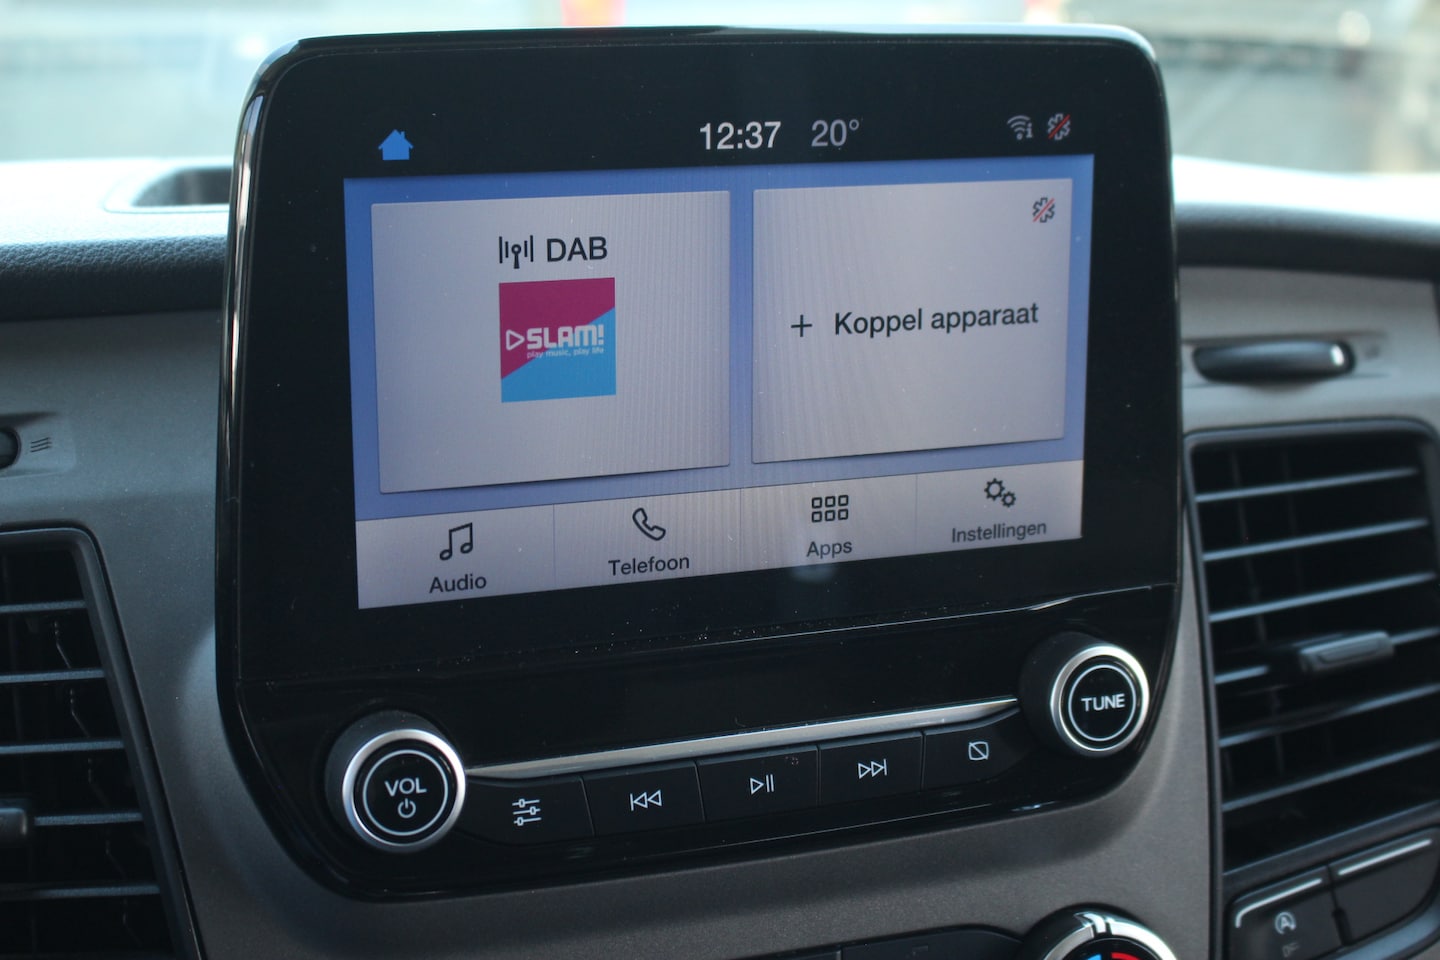 12:37 20°
DAB
SLAM!
play music, play life
+ Koppel apparaat
Audio
Telefoon
Apps
Instellingen
VOL
TUNE
A